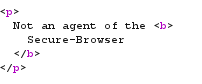 <p>
Not an agent of the <b>
Secure-Browser
</b>
</p>